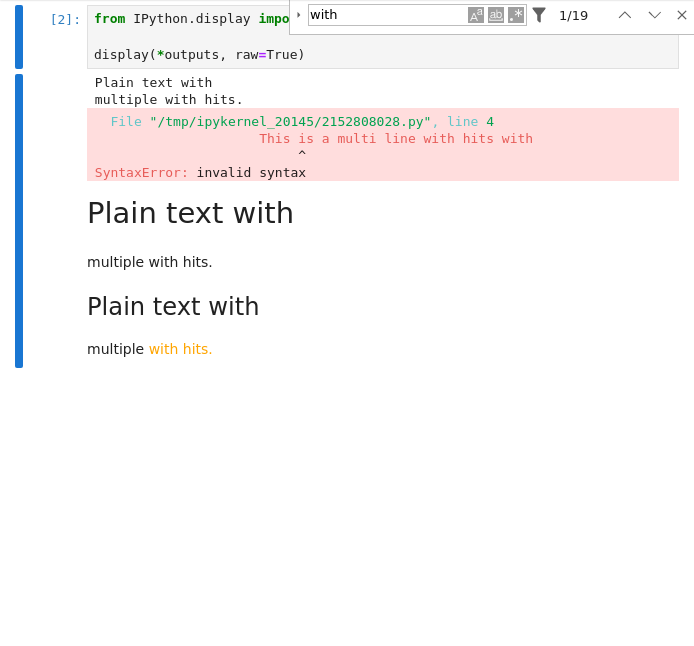 with
1/19
[2]:
from IPython.display impo
display(*outputs, raw=True)
Plain text with
multiple with hits.
File "/tmp/ipykernel_20145/2152808028.py", line 4
This is a multi line with hits with
^
SyntaxError: invalid syntax
Plain text with
multiple with hits.
Plain text with
multiple with hits.